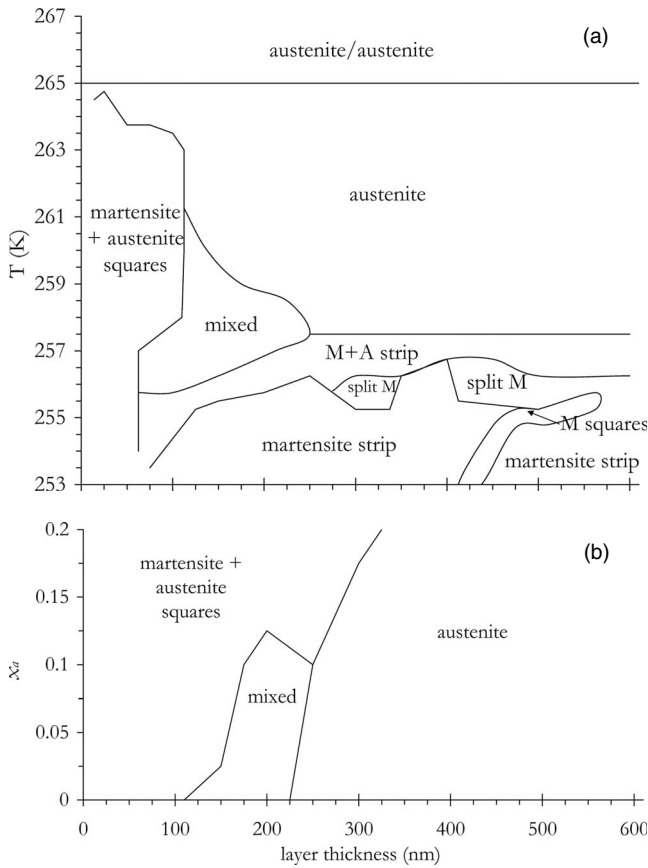 267
265
263
261
259
257
255
253
T (K)
(a)
austenite/austenite
austenite
martensite
+ austenite
squares
mixed
M+A strip
split M
split M
M squares
martensite strip
martensite strip
0.2
0.15
0.1
0.05
0
xa
(b)
martensite +
austenite
squares
mixed
austenite
0 100 200 300 400 500 600
layer thickness (nm)